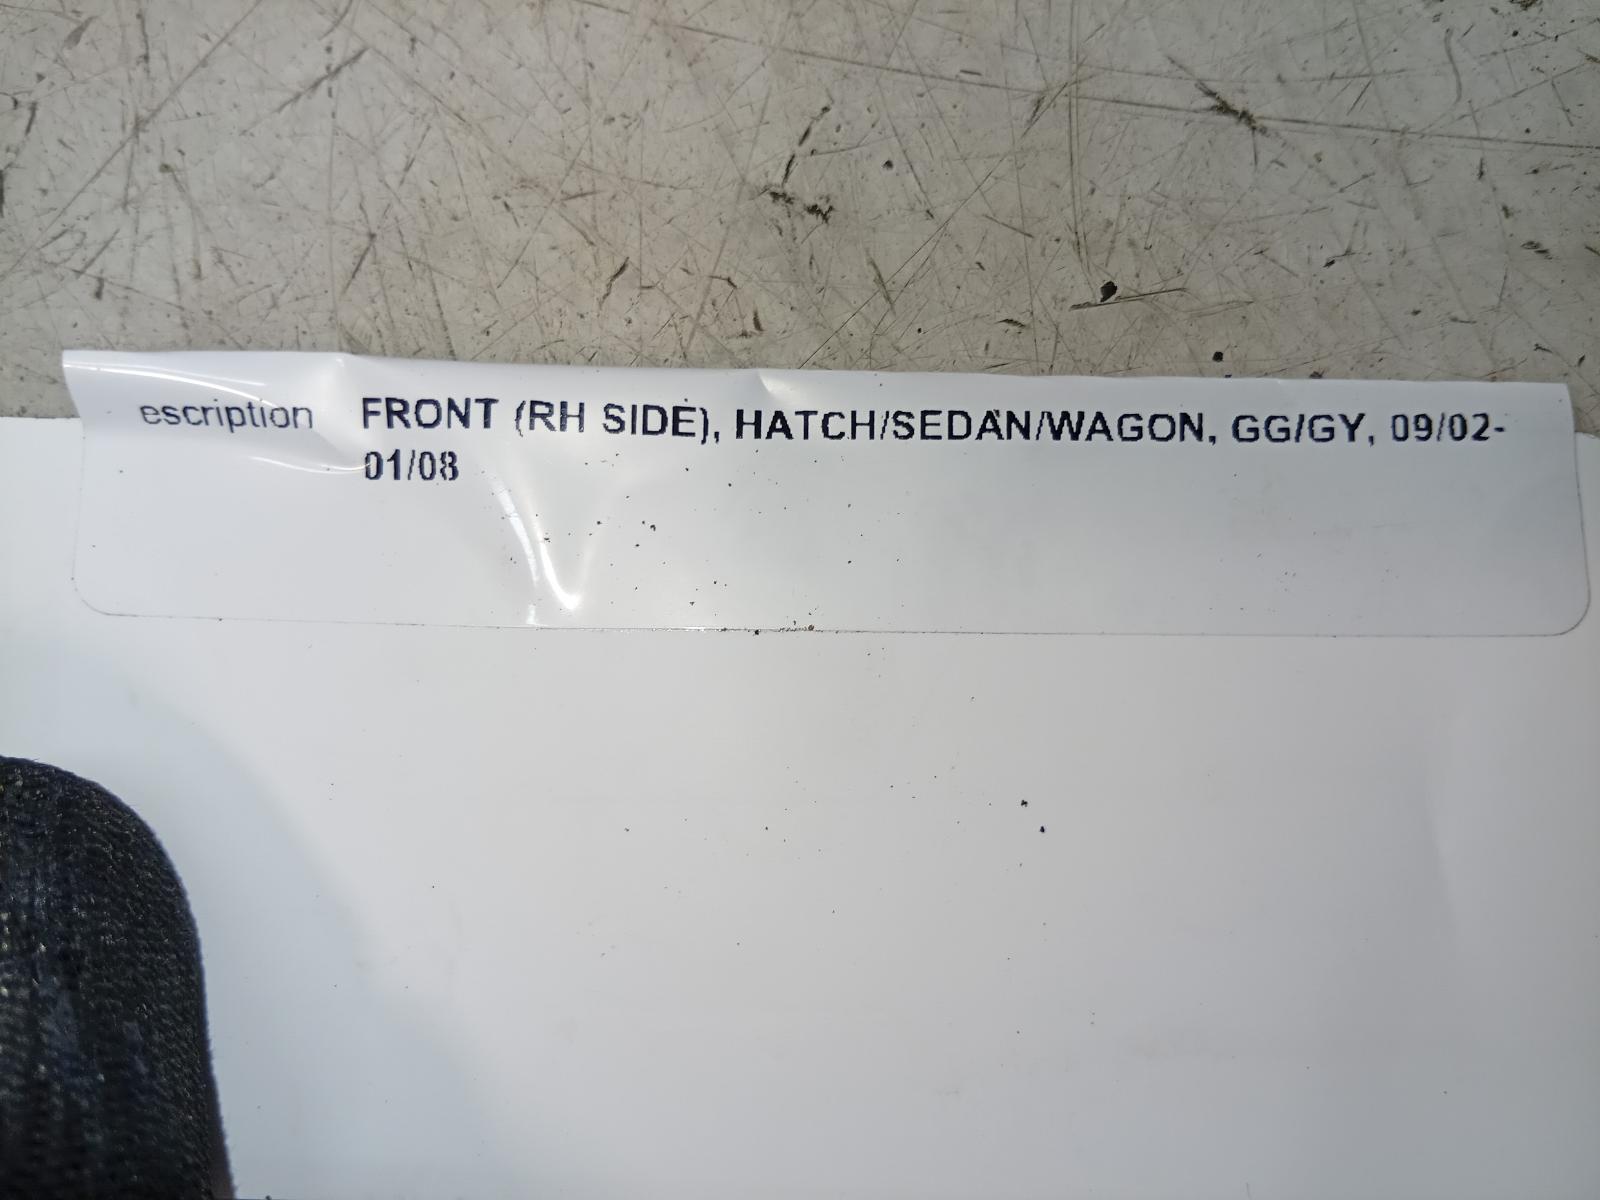 escription FRONT (RH SIDE), HATCH/SEDAN/WAGON, GG/GY, 09/02-
01/08